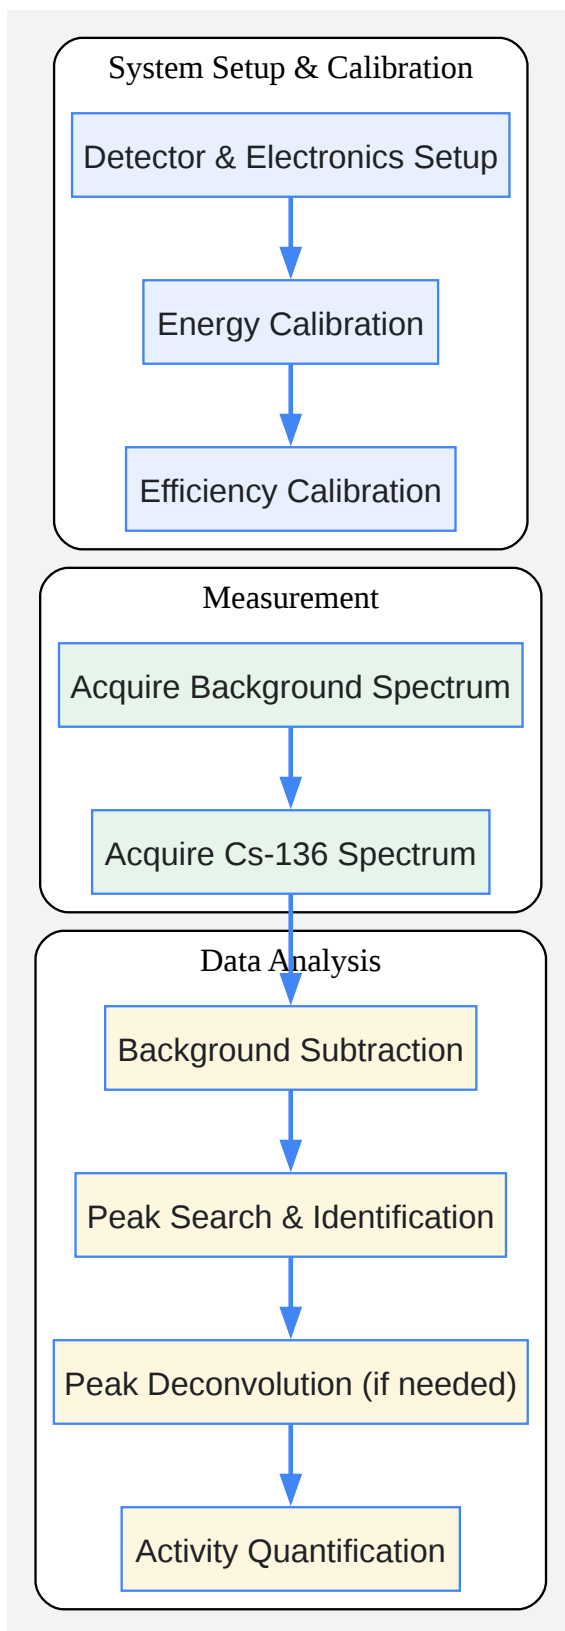 System Setup & Calibration
Detector & Electronics Setup
Energy Calibration
Efficiency Calibration
Measurement
Acquire Background Spectrum
Acquire Cs-136 Spectrum
Data Analysis
Background Subtraction
Peak Search & Identification
Peak Deconvolution (if needed)
Activity Quantification